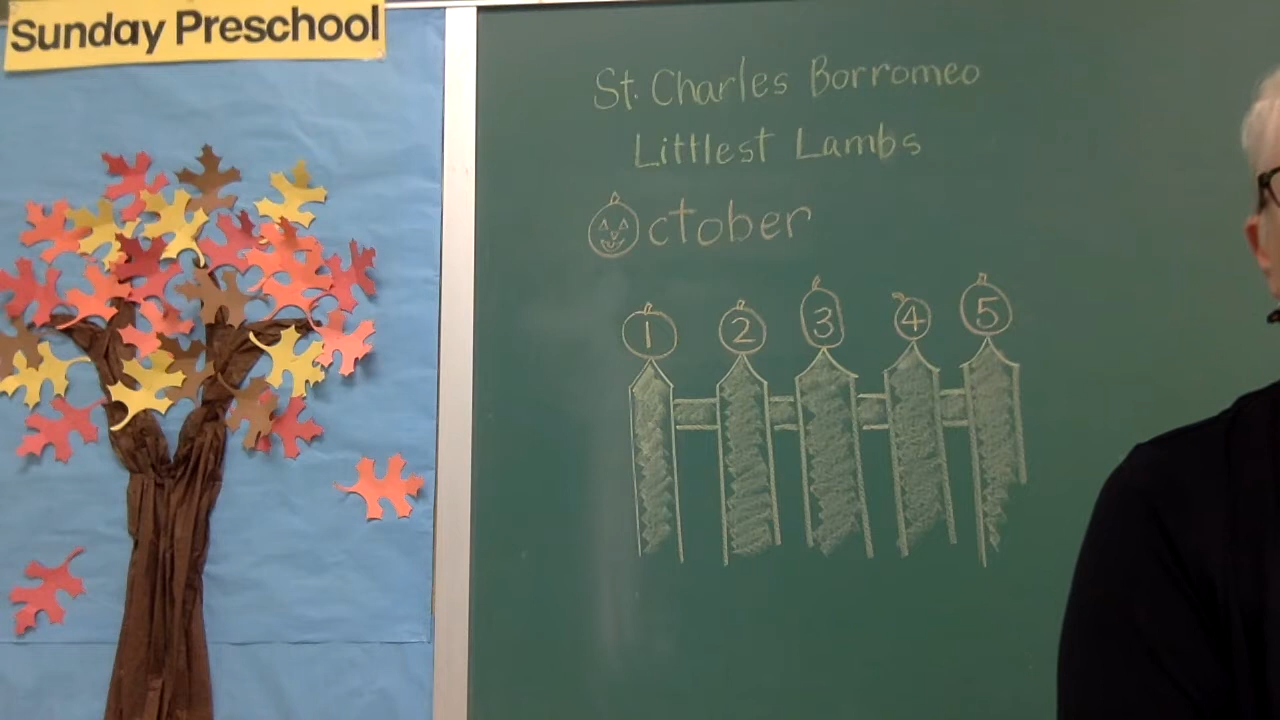 Sunday Preschool
St. Charles Borromeo
Littlest Lambs
October
1 2 3 4 5